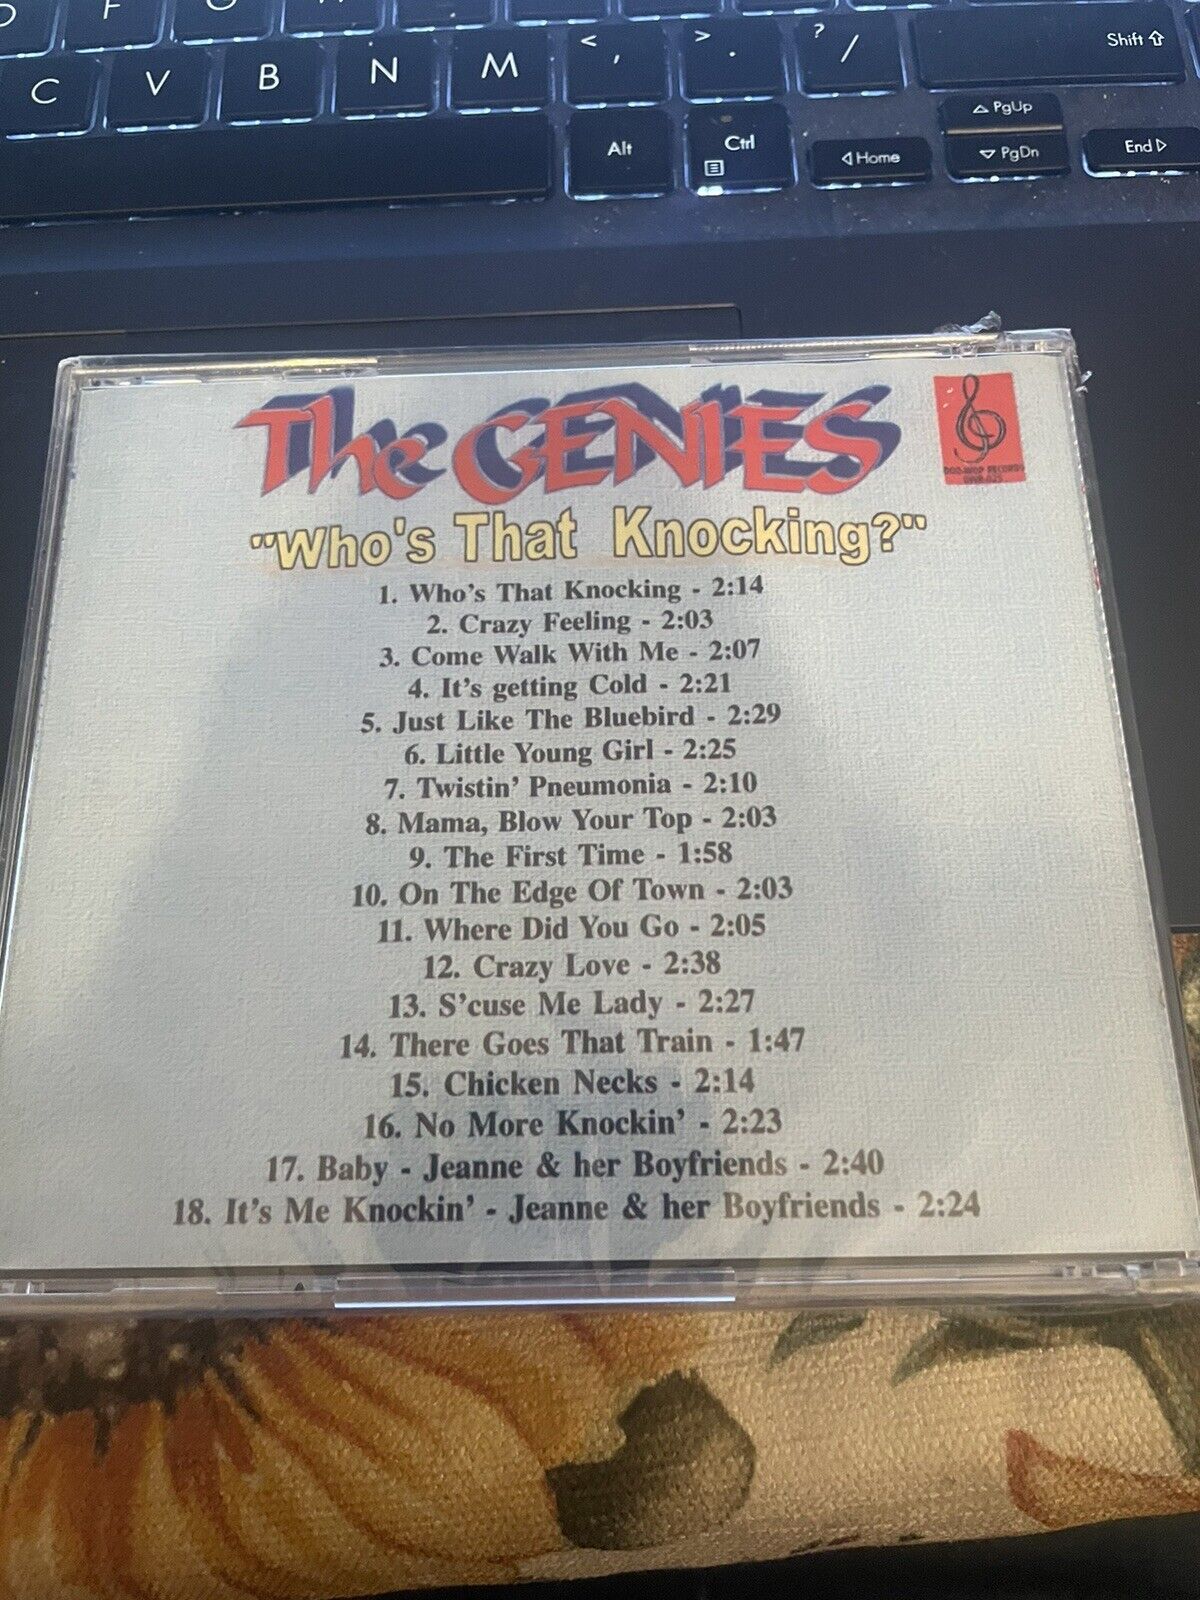 C V B N M < , > . ? / Shift
Alt Ctrl Home PgUp PgDn End
The GENIES
DOO-WOP RECORDS
"Who's That Knocking?"
1. Who's That Knocking - 2:14
2. Crazy Feeling - 2:03
3. Come Walk With Me - 2:07
4. It's getting Cold - 2:21
5. Just Like The Bluebird - 2:29
6. Little Young Girl - 2:25
7. Twistin' Pneumonia - 2:10
8. Mama, Blow Your Top - 2:03
9. The First Time - 1:58
10. On The Edge Of Town - 2:03
11. Where Did You Go - 2:05
12. Crazy Love - 2:38
13. S'cuse Me Lady - 2:27
14. There Goes That Train - 1:47
15. Chicken Necks - 2:14
16. No More Knockin' - 2:23
17. Baby - Jeanne & her Boyfriends - 2:40
18. It's Me Knockin' - Jeanne & her Boyfriends - 2:24